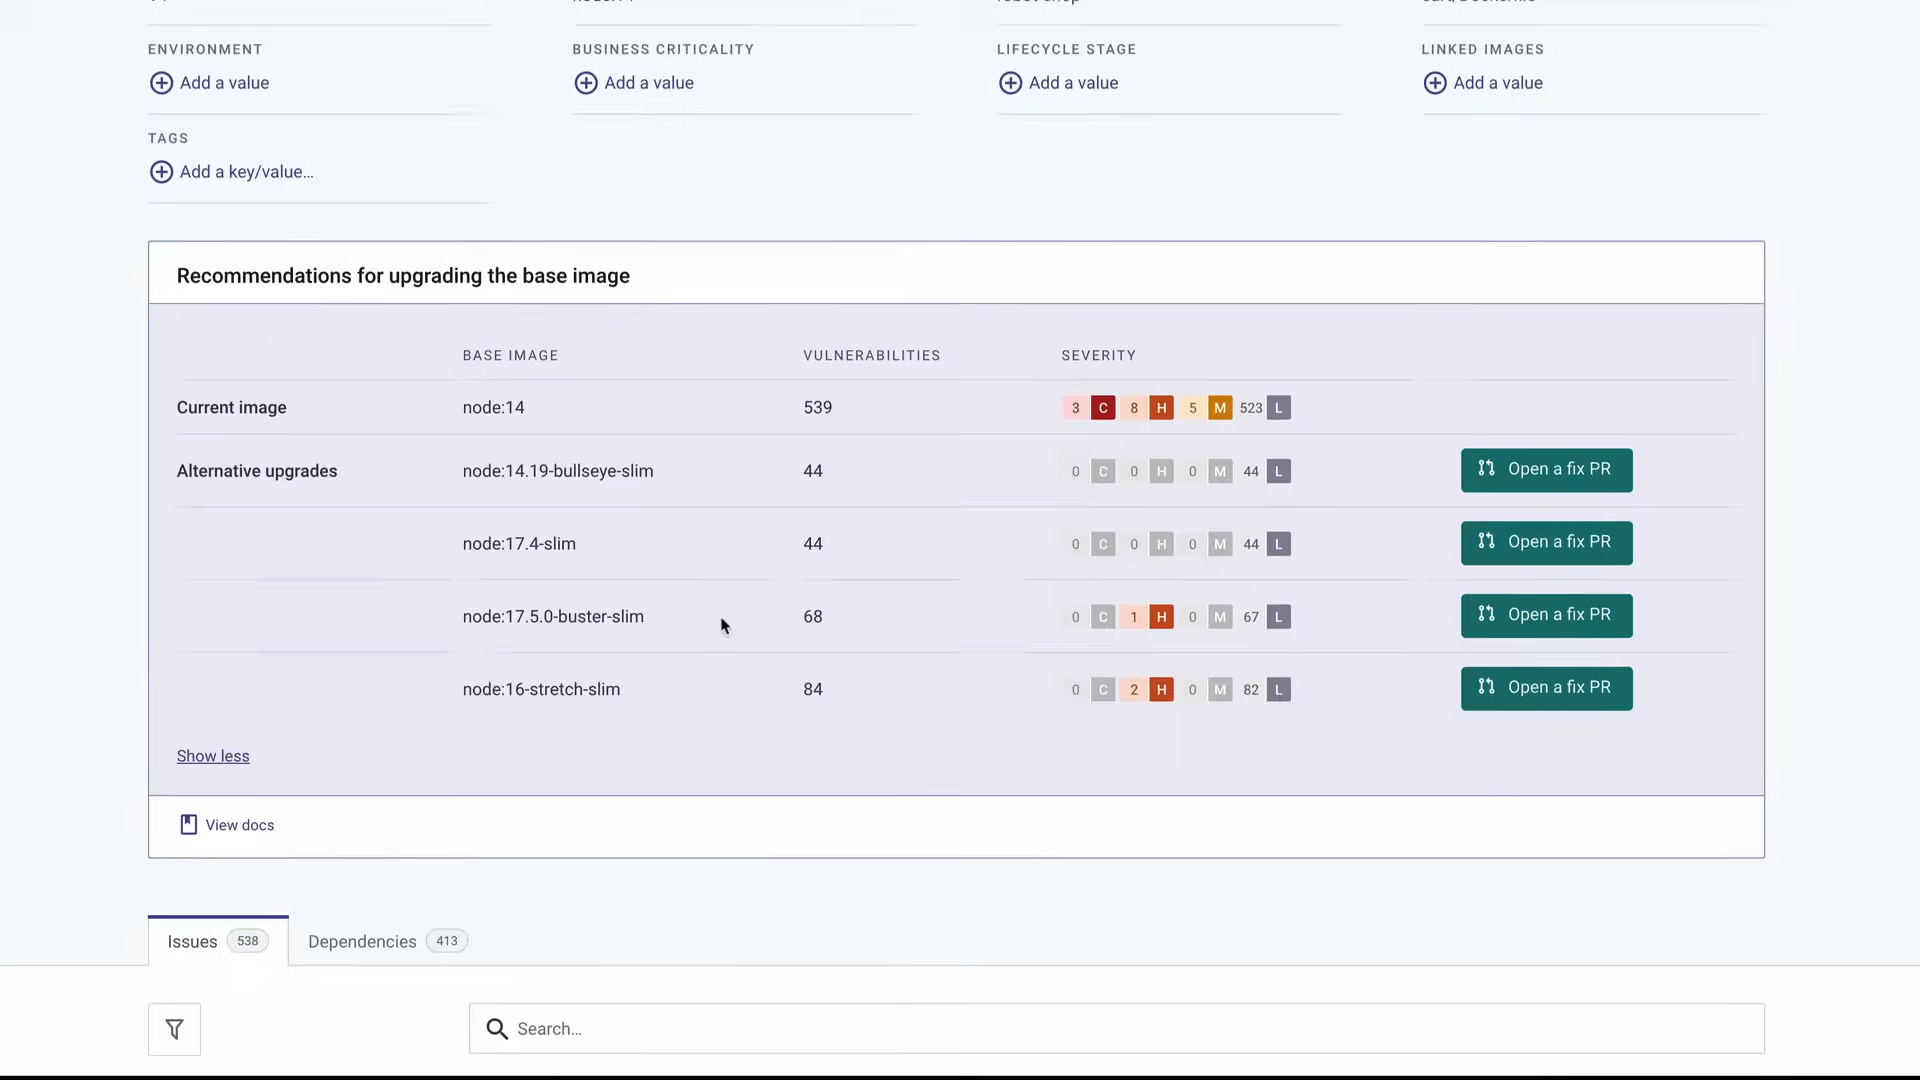 ENVIRONMENT BUSINESS CRITICALITY LIFECYCLE STAGE LINKED IMAGES
Add a value Add a value Add a value Add a value
TAGS
Add a key/value…
Recommendations for upgrading the base image
BASE IMAGE VULNERABILITIES SEVERITY
Current image node:14 539 3 C 8 H 5 M 523 L
Alternative upgrades node:14.19-bullseye-slim 44 0 C 0 H 0 M 44 L Open a fix PR
node:17.4-slim 44 0 C 0 H 0 M 44 L Open a fix PR
node:17.5.0-buster-slim 68 0 C 1 H 0 M 67 L Open a fix PR
node:16-stretch-slim 84 0 C 2 H 0 M 82 L Open a fix PR
Show less
View docs
Issues 538 Dependencies 413
Search…